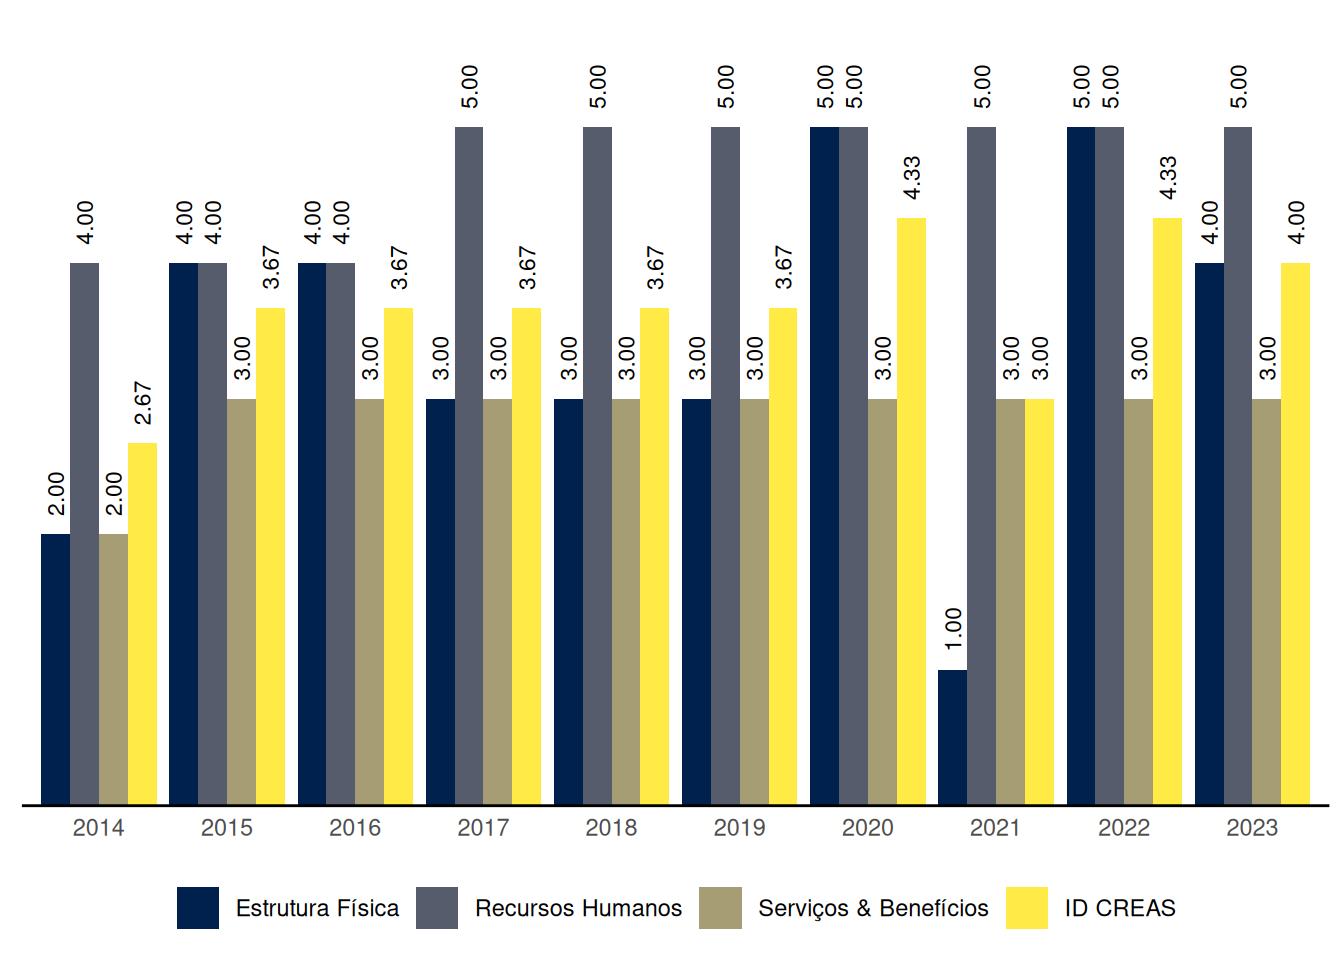 5.00 5.00 5.00 5.00 5.00 5.00 5.00 5.00 5.00
4.33 4.33
4.00 4.00 4.00 4.00 4.00 4.00 4.00
3.67 3.67 3.67 3.67 3.67
3.00 3.00 3.00 3.00 3.00 3.00 3.00 3.00 3.00 3.00 3.00 3.00 3.00
2.67
2.00 2.00
1.00
2014 2015 2016 2017 2018 2019 2020 2021 2022 2023
Estrutura Física Recursos Humanos Serviços & Benefícios ID CREAS